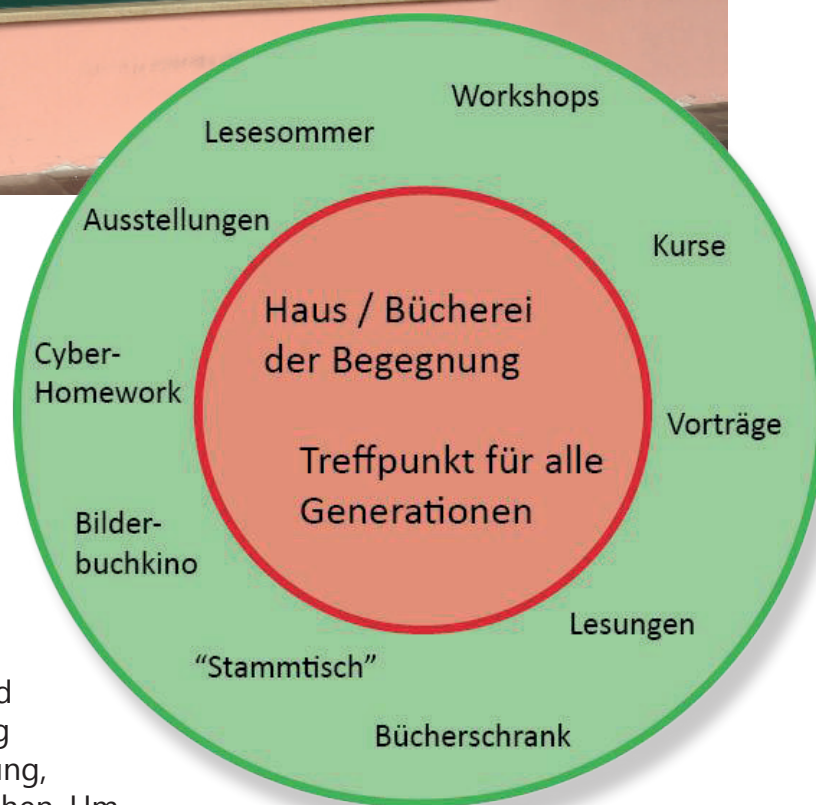 Workshops
Lesesommer
Ausstellungen
Kurse
Haus / Bücherei
der Begegnung
Cyber-
Homework
Vorträge
Treffpunkt für alle
Generationen
Bilder-
buchkino
Lesungen
“Stammtisch”
Bücherschrank